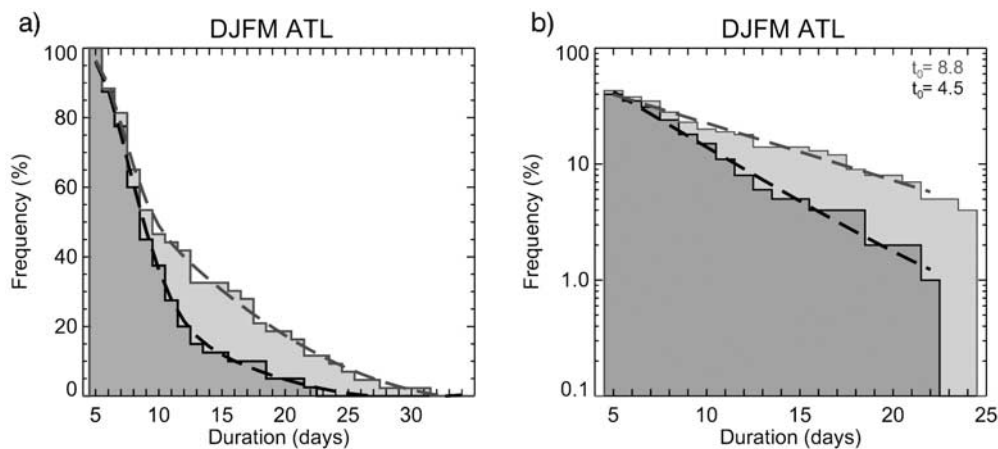 a)
DJFM ATL
100
80
60
40
20
0
Frequency (%)
5 10 15 20 25 30
Duration (days)
b)
DJFM ATL
t₀= 8.8
t₀= 4.5
100
10
1.0
0.1
Frequency (%)
5 10 15 20 25
Duration (days)